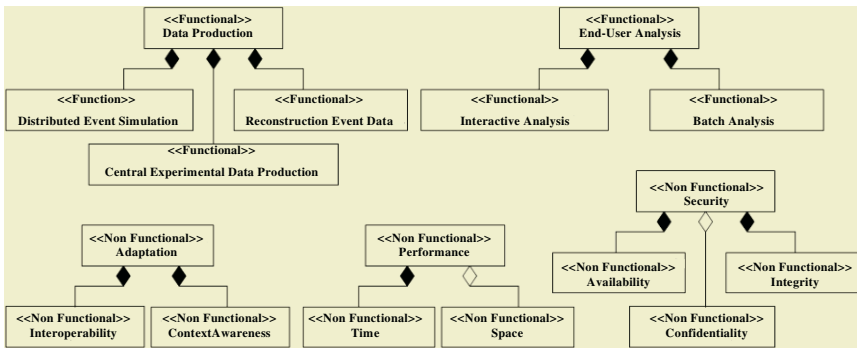 <<Functional>>
Data Production
<<Functional>>
End-User Analysis
<<Function>>
Distributed Event Simulation
<<Functional>>
Reconstruction Event Data
<<Functional>>
Interactive Analysis
<<Functional>>
Batch Analysis
<<Functional>>
Central Experimental Data Production
<<Non Functional>>
Security
<<Non Functional>>
Adaptation
<<Non Functional>>
Performance
<<Non Functional>>
Availability
<<Non Functional>>
Integrity
<<Non Functional>>
Interoperability
<<Non Functional>>
ContextAwareness
<<Non Functional>>
Time
<<Non Functional>>
Space
<<Non Functional>>
Confidentiality